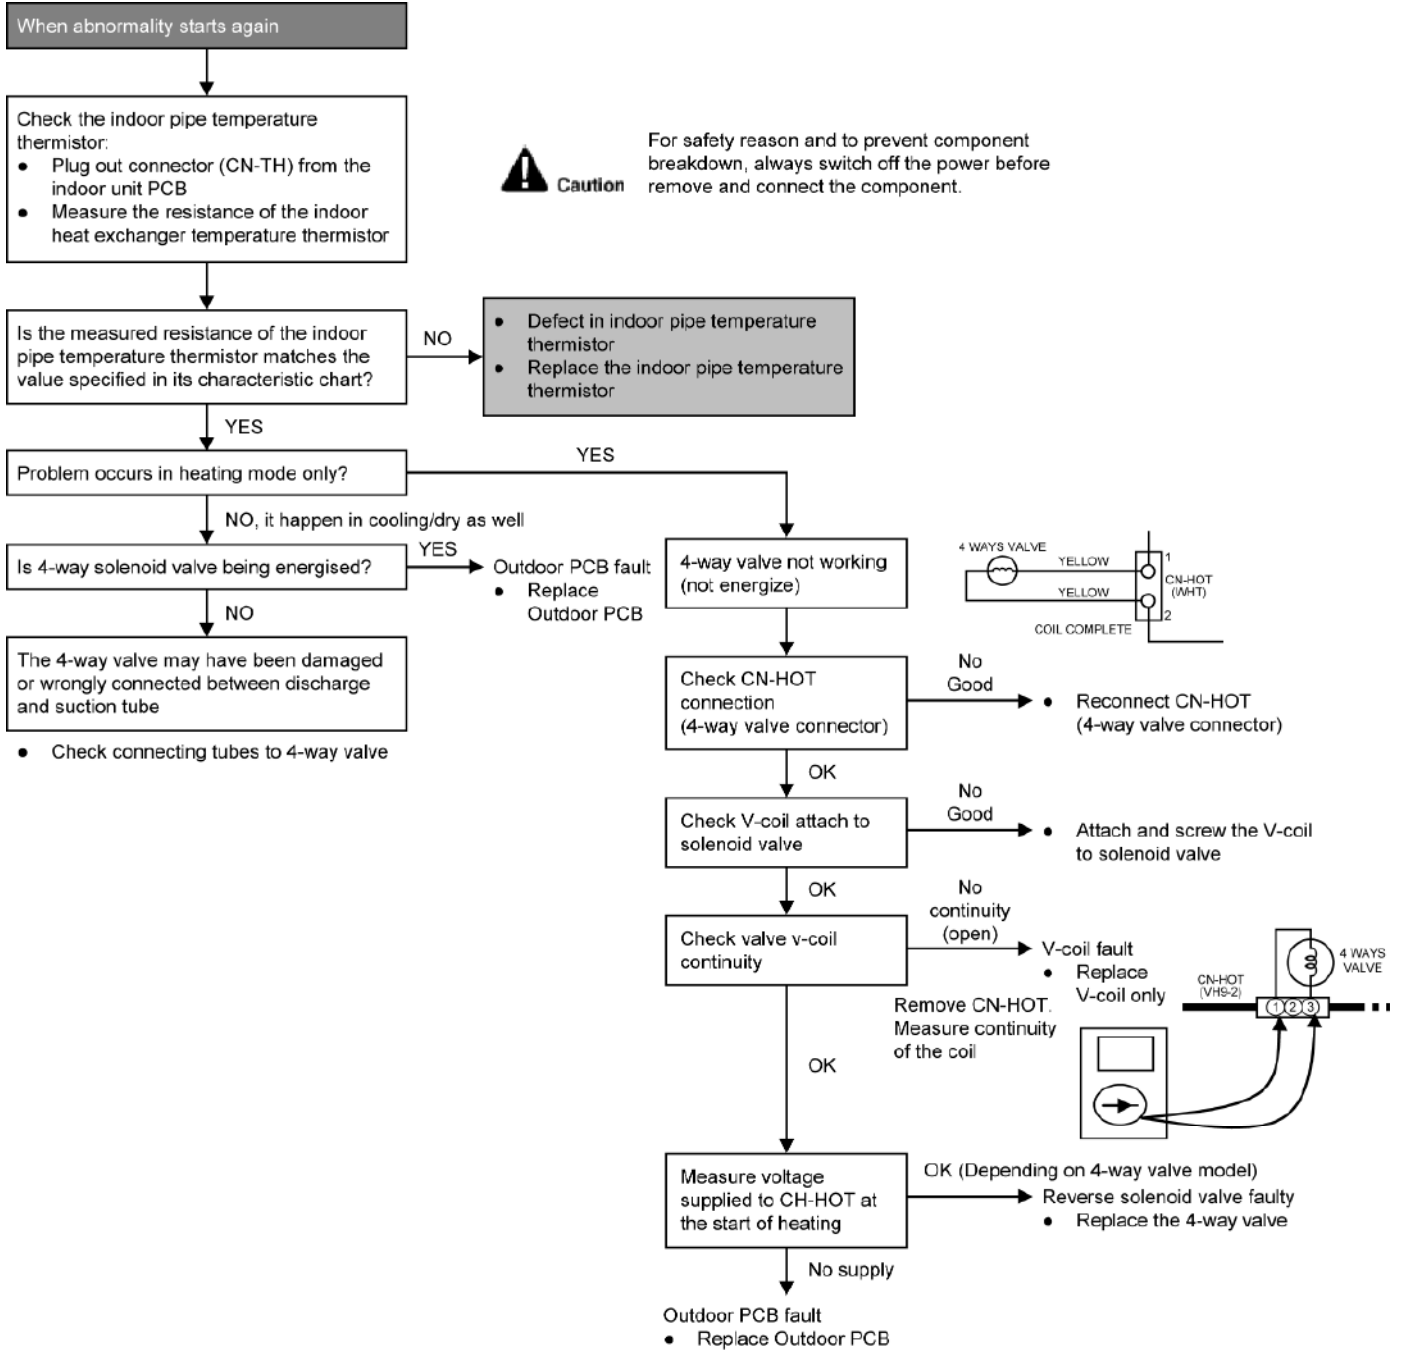 When abnormality starts again
Check the indoor pipe temperature
thermistor:
● Plug out connector (CN-TH) from the
indoor unit PCB
● Measure the resistance of the indoor
heat exchanger temperature thermistor
Caution
For safety reason and to prevent component
breakdown, always switch off the power before
remove and connect the component.
Is the measured resistance of the indoor
pipe temperature thermistor matches the
value specified in its characteristic chart?
NO
● Defect in indoor pipe temperature
thermistor
● Replace the indoor pipe temperature
thermistor
YES
Problem occurs in heating mode only?
YES
NO, it happen in cooling/dry as well
Is 4-way solenoid valve being energised?
YES
Outdoor PCB fault
● Replace
Outdoor PCB
NO
The 4-way valve may have been damaged
or wrongly connected between discharge
and suction tube
● Check connecting tubes to 4-way valve
4-way valve not working
(not energize)
4 WAYS VALVE
YELLOW
YELLOW
1
CN-HOT
(WHT)
2
COIL COMPLETE
Check CN-HOT
connection
(4-way valve connector)
No
Good
● Reconnect CN-HOT
(4-way valve connector)
OK
Check V-coil attach to
solenoid valve
No
Good
● Attach and screw the V-coil
to solenoid valve
OK
Check valve v-coil
continuity
No
continuity
(open)
V-coil fault
● Replace
V-coil only
Remove CN-HOT.
Measure continuity
of the coil
4 WAYS
VALVE
CN-HOT
(VH9-2)
1 2 3
OK
Measure voltage
supplied to CH-HOT at
the start of heating
OK (Depending on 4-way valve model)
Reverse solenoid valve faulty
● Replace the 4-way valve
No supply
Outdoor PCB fault
● Replace Outdoor PCB